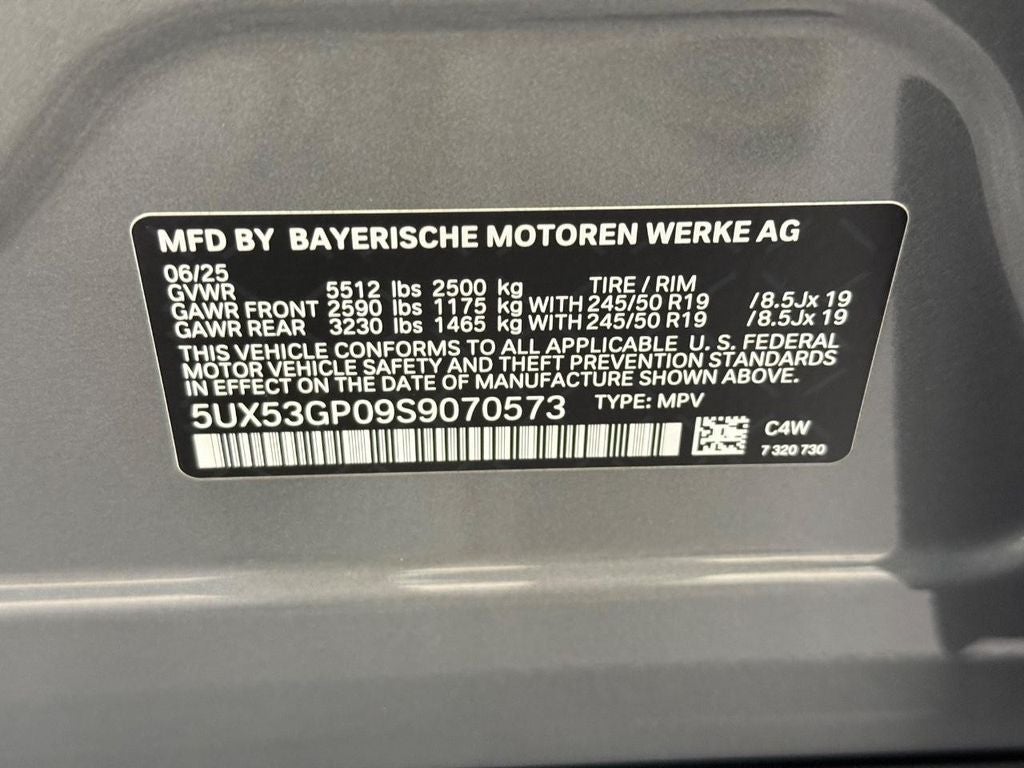 MFD BY BAYERISCHE MOTOREN WERKE AG
06/25
GVWR 5512 lbs 2500 kg TIRE / RIM
GAWR FRONT 2590 lbs 1175 kg WITH 245/50 R19 /8.5Jx 19
GAWR REAR 3230 lbs 1465 kg WITH 245/50 R19 /8.5Jx 19
THIS VEHICLE CONFORMS TO ALL APPLICABLE U. S. FEDERAL
MOTOR VEHICLE SAFETY AND THEFT PREVENTION STANDARDS
IN EFFECT ON THE DATE OF MANUFACTURE SHOWN ABOVE.
5UX53GP09S9070573 TYPE: MPV
C4W
7 320 730